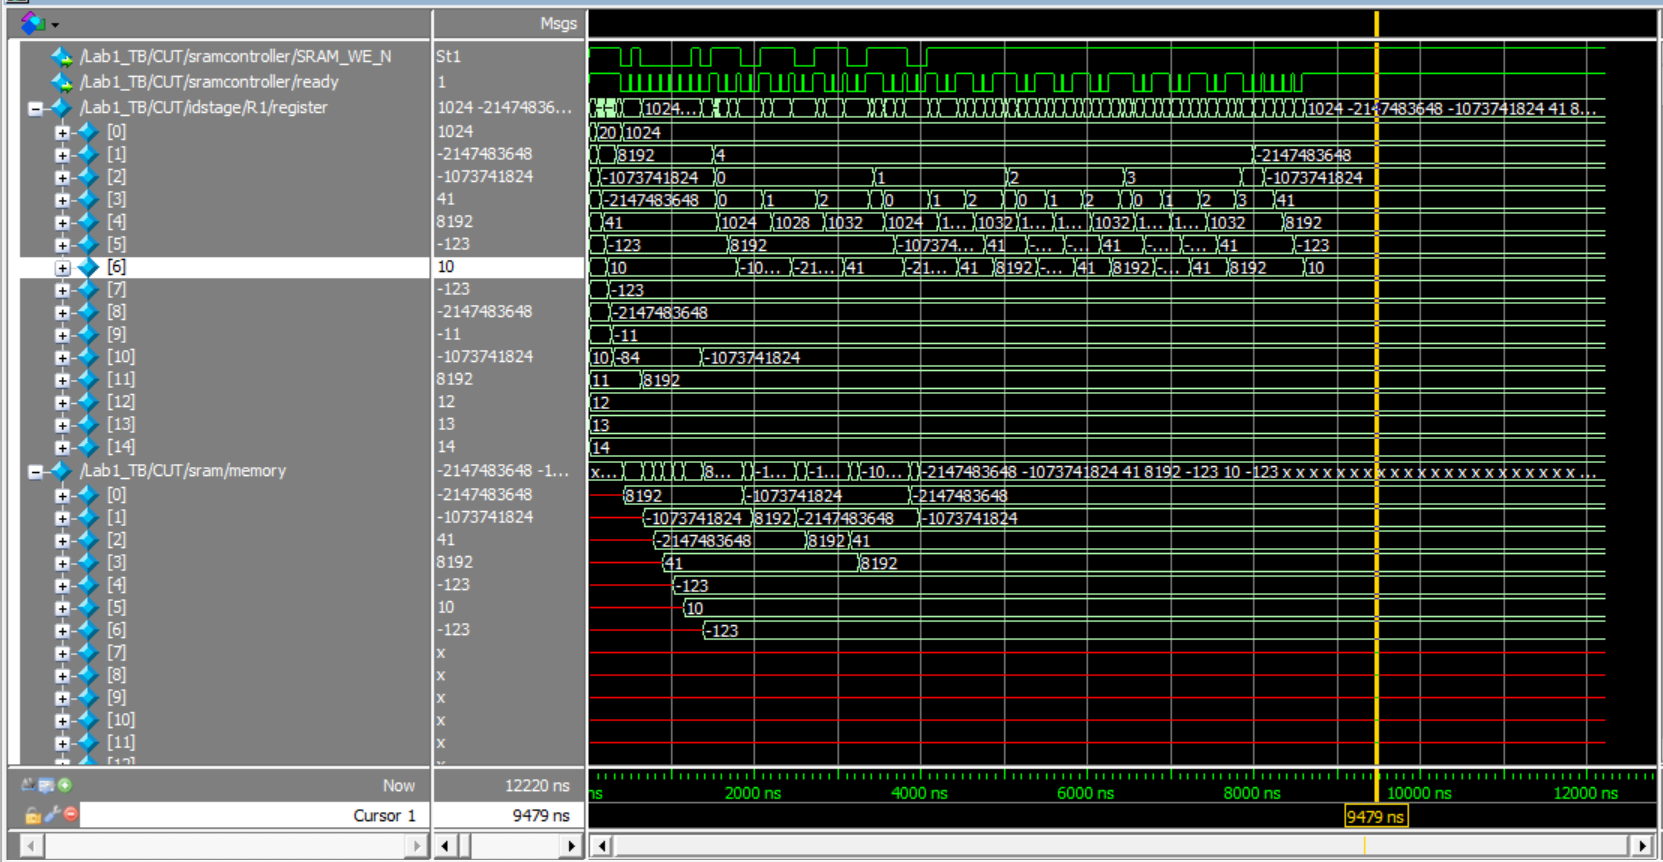 Msgs
/Lab1_TB/CUT/sramcontroller/SRAM_WE_N St1
/Lab1_TB/CUT/sramcontroller/ready 1
/Lab1_TB/CUT/idstage/R1/register 1024 -21474836... 1024... 1024 -2147483648 -1073741824 41 8...
[0] 1024 20 1024
[1] -2147483648 8192 4 -2147483648
[2] -1073741824 -1073741824 0 1 2 3 -1073741824
[3] 41 -2147483648 0 1 2 0 1 2 0 1 2 0 1 2 3 41
[4] 8192 41 1024 1028 1032 1024 1... 1032 1... 1... 1032 1... 1... 1032 8192
[5] -123 -123 8192 -107374... 41 -... -... 41 -... -... 41 -123
[6] 10 10 -10... -21... 41 -21... 41 8192 -... 41 8192 -... 41 8192 10
[7] -123 -123
[8] -2147483648 -2147483648
[9] -11 -11
[10] -1073741824 10 -84 -1073741824
[11] 8192 11 8192
[12] 12 12
[13] 13 13
[14] 14 14
/Lab1_TB/CUT/sram/memory -2147483648 -1... x... 8... -1... -1... -10... -2147483648 -1073741824 41 8192 -123 10 -123 x x x x x x x x x x x x x x x x x x x x x x ...
[0] -2147483648 8192 -1073741824 -2147483648
[1] -1073741824 -1073741824 8192 -2147483648 -1073741824
[2] 41 -2147483648 8192 41
[3] 8192 41 8192
[4] -123 -123
[5] 10 10
[6] -123 -123
[7] x
[8] x
[9] x
[10] x
[11] x
Now 12220 ns ns 2000 ns 4000 ns 6000 ns 8000 ns 10000 ns 12000 ns
Cursor 1 9479 ns 9479 ns